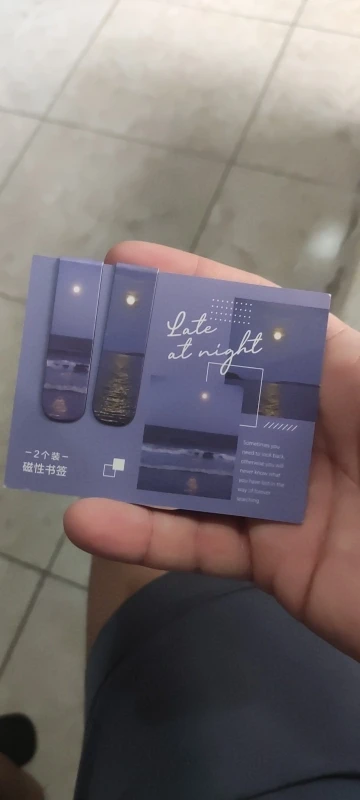 Late
at night
Sometimes you
need to look back,
otherwise you will
never know what
you have lost in the
way of forever
searching.
–2个装–
磁性书签